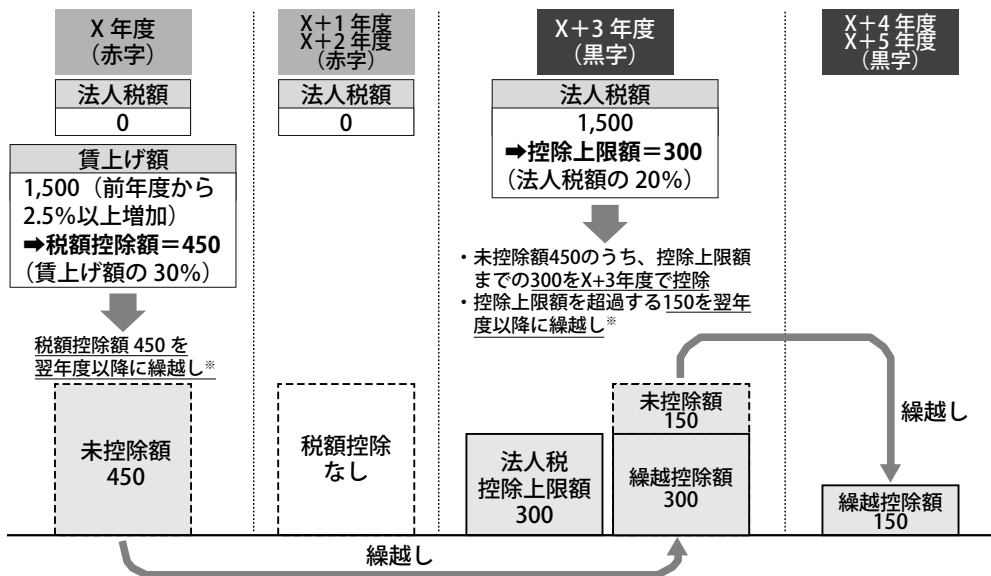 X 年度
（赤字）
法人税額
0
賃上げ額
1,500（前年度から
2.5%以上増加）
➡税額控除額＝450
（賃上げ額の 30%）
税額控除額 450 を
翌年度以降に繰越し※
未控除額
450
X＋1 年度
X＋2 年度
（赤字）
法人税額
0
税額控除
なし
X＋3 年度
（黒字）
法人税額
1,500
➡控除上限額＝300
（法人税額の 20%）
・未控除額450のうち、控除上限額
までの300をX+3年度で控除
・控除上限額を超過する150を翌年
度以降に繰越し※
法人税
控除上限額
300
未控除額
150
繰越控除額
300
X＋4 年度
X＋5 年度
（黒字）
繰越し
繰越控除額
150
繰越し